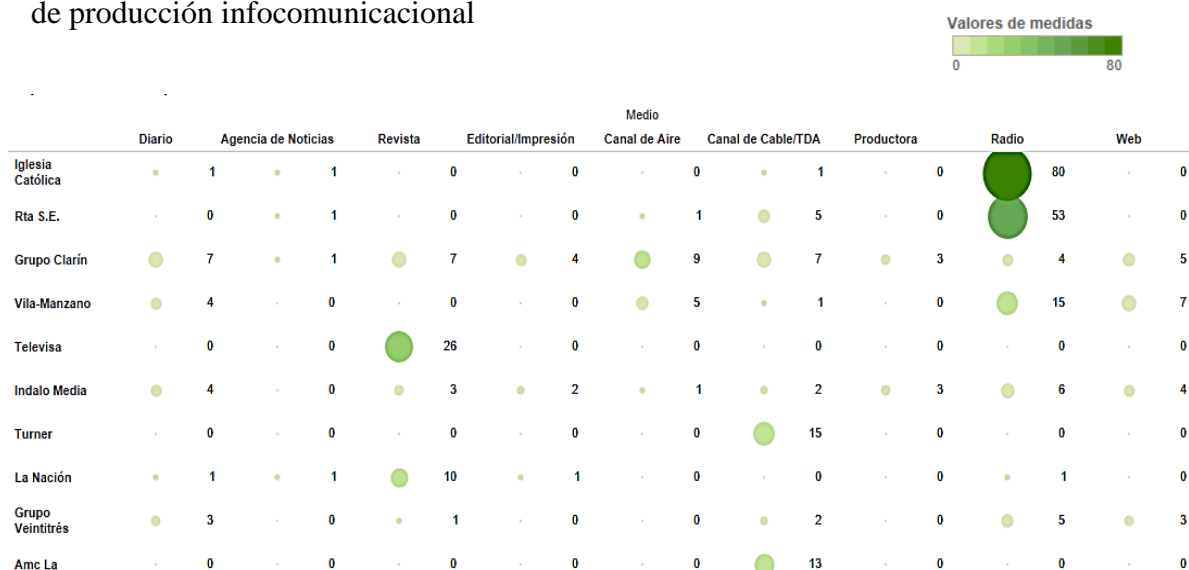 de producción infocomunicacional
Valores de medidas
0 80
Medio
Diario Agencia de Noticias Revista Editorial/Impresión Canal de Aire Canal de Cable/TDA Productora Radio Web
Iglesia
Católica 1 1 0 0 0 1 0 80 0
Rta S.E. 0 1 0 0 1 5 0 53 0
Grupo Clarín 7 1 7 4 9 7 3 4 5
Vila-Manzano 4 0 0 0 5 1 0 15 7
Televisa 0 0 26 0 0 0 0 0 0
Indalo Media 4 0 3 2 1 2 3 6 4
Turner 0 0 0 0 0 15 0 0 0
La Nación 1 1 10 1 0 0 0 1 0
Grupo
Veintitrés 3 0 1 0 0 2 0 5 3
Amc La 0 0 0 0 0 13 0 0 0